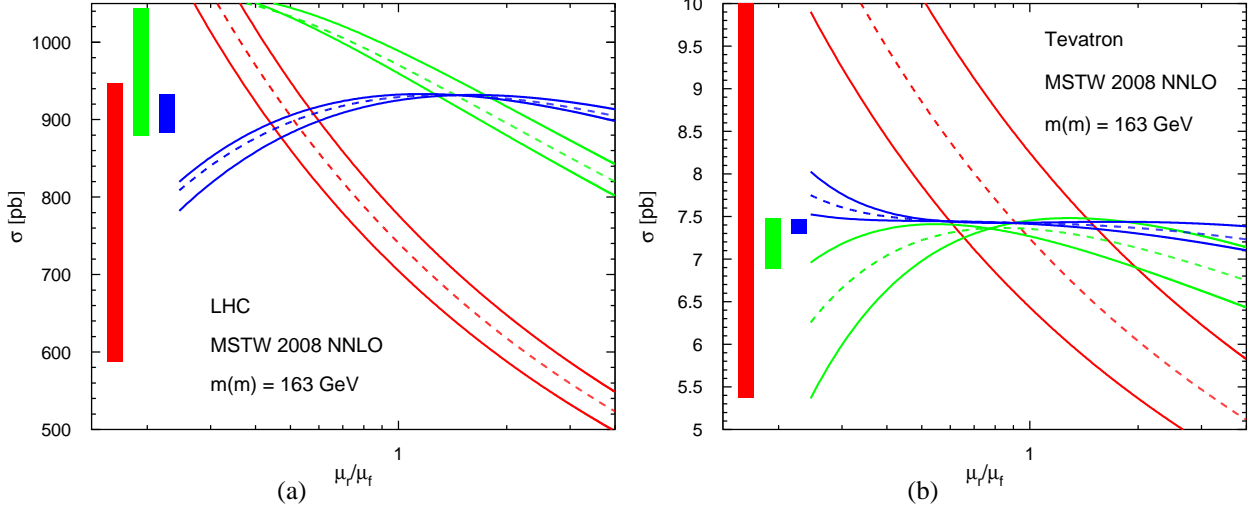 σ [pb]
1000
900
800
700
600
500
LHC
MSTW 2008 NNLO
m(m) = 163 GeV
1
μr/μf
(a)
σ [pb]
10
9.5
9
8.5
8
7.5
7
6.5
6
5.5
5
Tevatron
MSTW 2008 NNLO
m(m) = 163 GeV
1
μr/μf
(b)